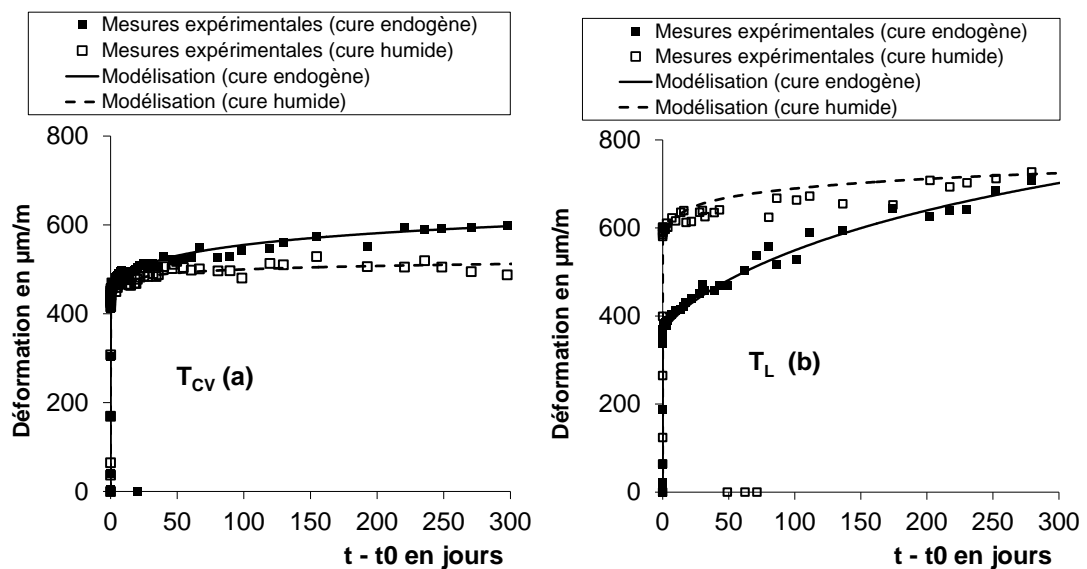 Mesures expérimentales (cure endogène)
Mesures expérimentales (cure humide)
Modélisation (cure endogène)
Modélisation (cure humide)
800
600
400
200
0
Déformation en µm/m
T_CV (a)
0 50 100 150 200 250 300
t - t0 en jours
Mesures expérimentales (cure endogène)
Mesures expérimentales (cure humide)
Modélisation (cure endogène)
Modélisation (cure humide)
800
600
400
200
0
Déformation en µm/m
T_L (b)
0 50 100 150 200 250 300
t - t0 en jours